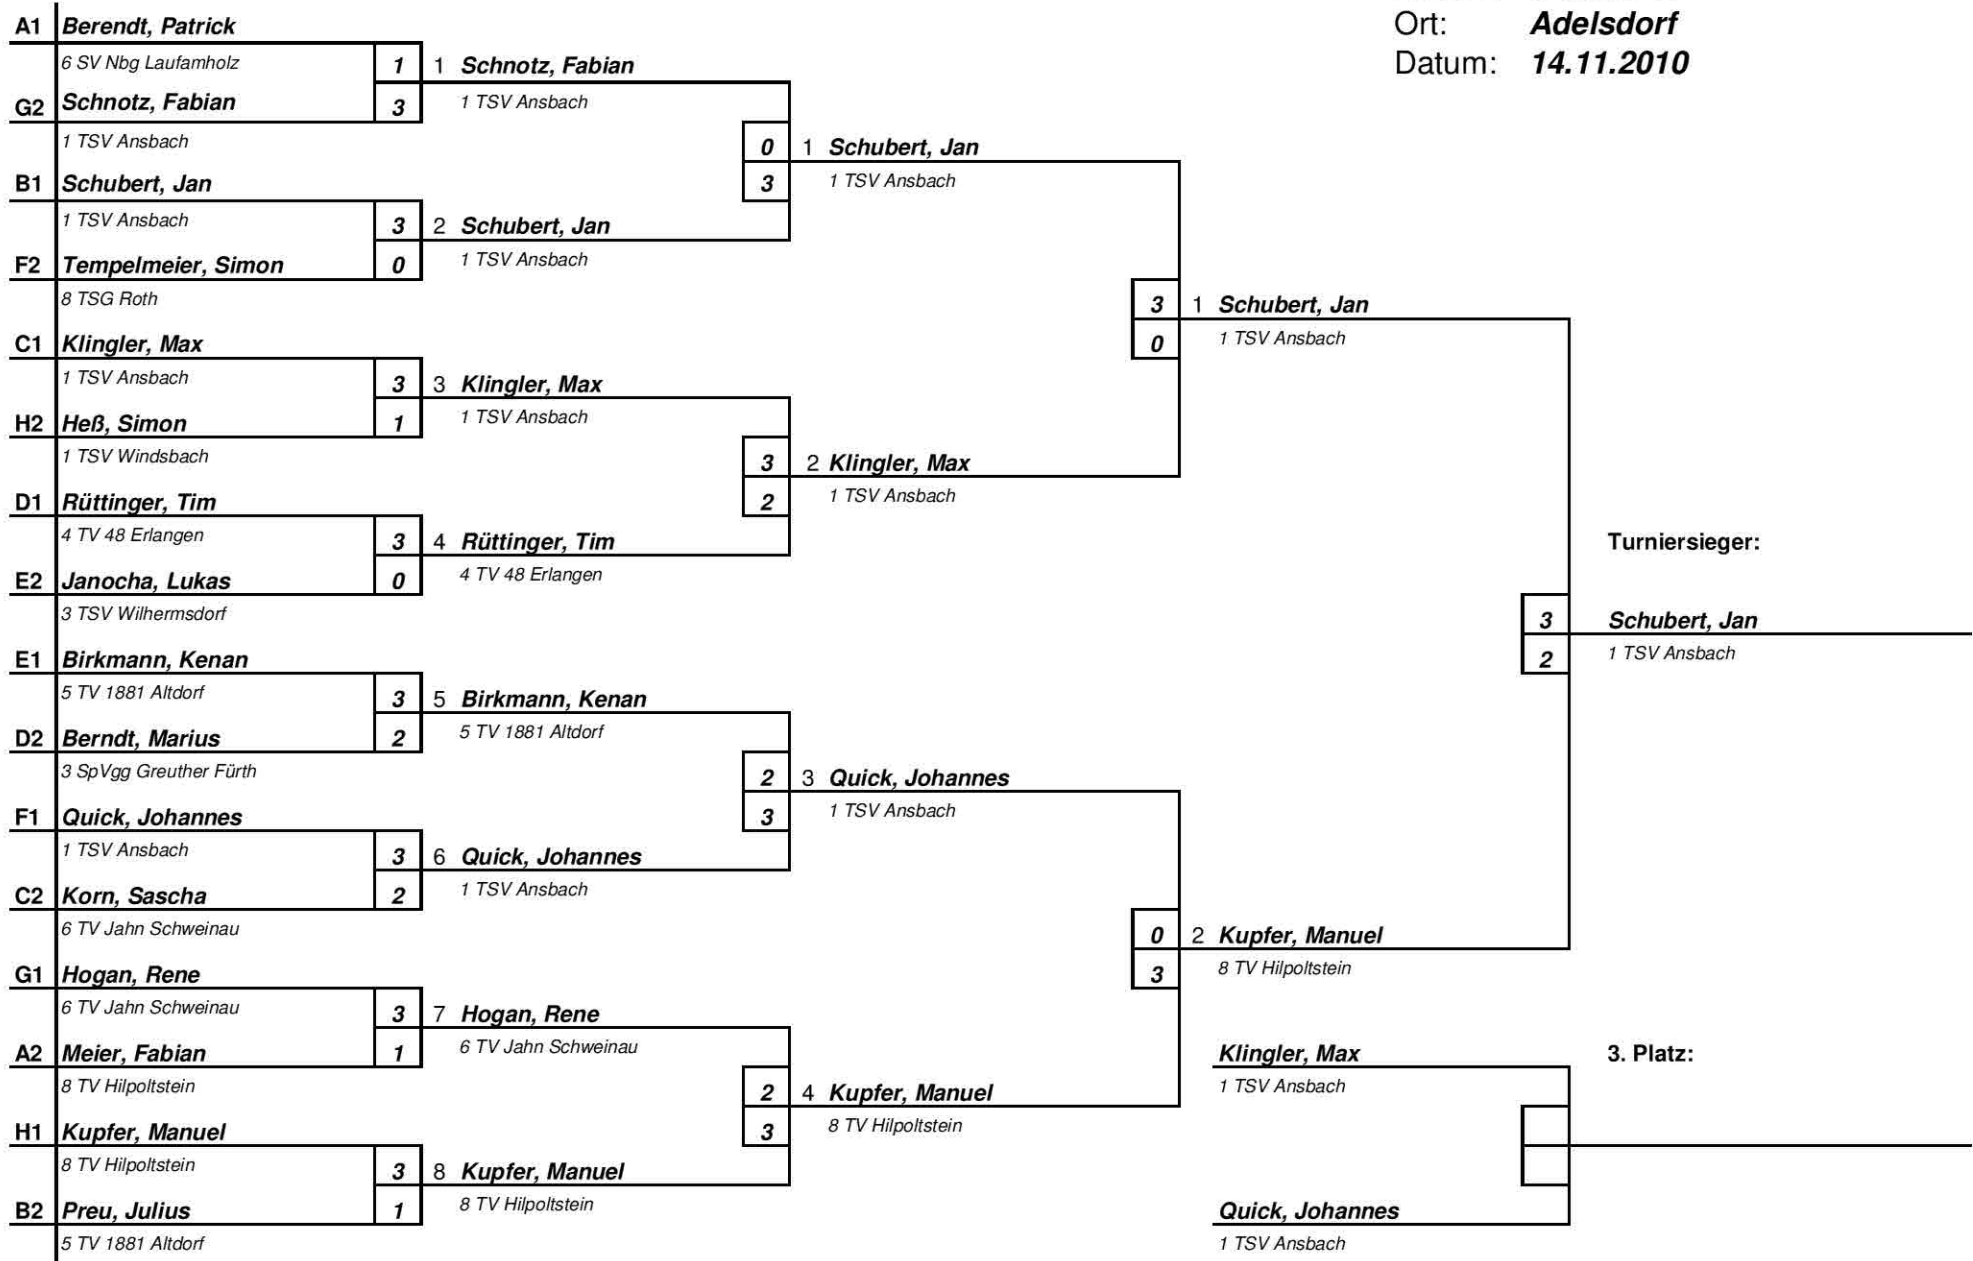 Ort: Adelsdorf
Datum: 14.11.2010
A1 Berendt, Patrick
6 SV Nbg Laufamholz 1 1 Schnotz, Fabian
G2 Schnotz, Fabian 3 1 TSV Ansbach
1 TSV Ansbach 0 1 Schubert, Jan
B1 Schubert, Jan 3 1 TSV Ansbach
1 TSV Ansbach 3 2 Schubert, Jan
F2 Tempelmeier, Simon 0 1 TSV Ansbach
8 TSG Roth 3 1 Schubert, Jan
C1 Klingler, Max 0 1 TSV Ansbach
1 TSV Ansbach 3 3 Klingler, Max
H2 Heß, Simon 1 1 TSV Ansbach
1 TSV Windsbach 3 2 Klingler, Max
D1 Rüttinger, Tim 2 1 TSV Ansbach
4 TV 48 Erlangen 3 4 Rüttinger, Tim Turniersieger:
E2 Janocha, Lukas 0 4 TV 48 Erlangen
3 TSV Wilhermsdorf 3 Schubert, Jan
E1 Birkmann, Kenan 2 1 TSV Ansbach
5 TV 1881 Altdorf 3 5 Birkmann, Kenan
D2 Berndt, Marius 2 5 TV 1881 Altdorf
3 SpVgg Greuther Fürth 2 3 Quick, Johannes
F1 Quick, Johannes 3 1 TSV Ansbach
1 TSV Ansbach 3 6 Quick, Johannes
C2 Korn, Sascha 2 1 TSV Ansbach
6 TV Jahn Schweinau 0 2 Kupfer, Manuel
G1 Hogan, Rene 3 8 TV Hilpoltstein
6 TV Jahn Schweinau 3 7 Hogan, Rene
A2 Meier, Fabian 1 6 TV Jahn Schweinau Klingler, Max 3. Platz:
8 TV Hilpoltstein 2 4 Kupfer, Manuel 1 TSV Ansbach
H1 Kupfer, Manuel 3 8 TV Hilpoltstein
8 TV Hilpoltstein 3 8 Kupfer, Manuel
B2 Preu, Julius 1 8 TV Hilpoltstein Quick, Johannes
5 TV 1881 Altdorf 1 TSV Ansbach